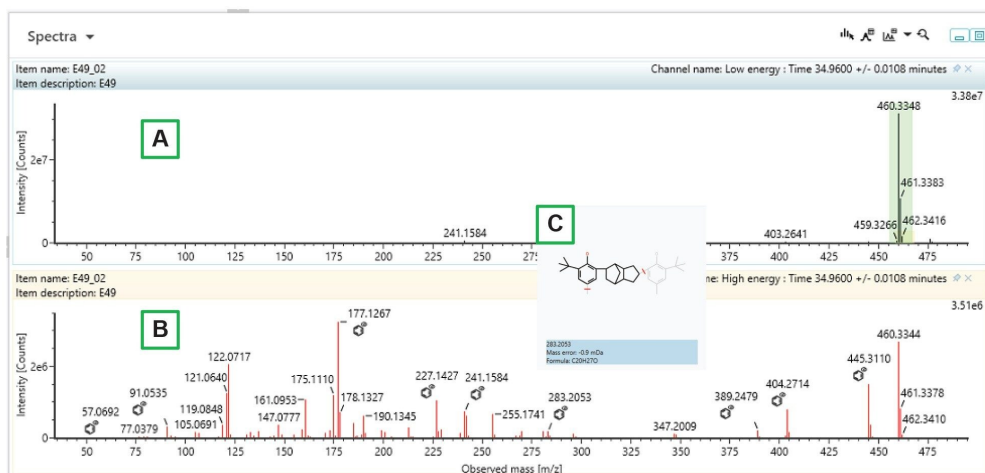 Spectra
Item name: E49_02
Channel name: Low energy : Time 34.9600 +/- 0.0108 minutes
Item description: E49
3.38e7
A
Intensity [Counts]
2e7
0
460.3348
461.3383
459.3266
462.3416
241.1584
403.2641
50 75 100 125 150 175 200 225 250 275 350 375 400 425 450 475
C
283.2053
Mass error: -0.9 mDa
Formula: C20H27O
Item name: E49_02
me: High energy : Time 34.9600 +/- 0.0108 minutes
Item description: E49
3.51e6
B
Intensity [Counts]
2e6
0
177.1267
460.3344
122.0717
445.3110
121.0640
175.1110
227.1427
241.1584
404.2714
91.0535
178.1327
283.2053
389.2479
461.3378
57.0692
119.0848
161.0953
190.1345
255.1741
462.3410
77.0379
105.0691
147.0777
347.2009
50 75 100 125 150 175 200 225 250 275 300 325 350 375 400 425 450 475
Observed mass [m/z]